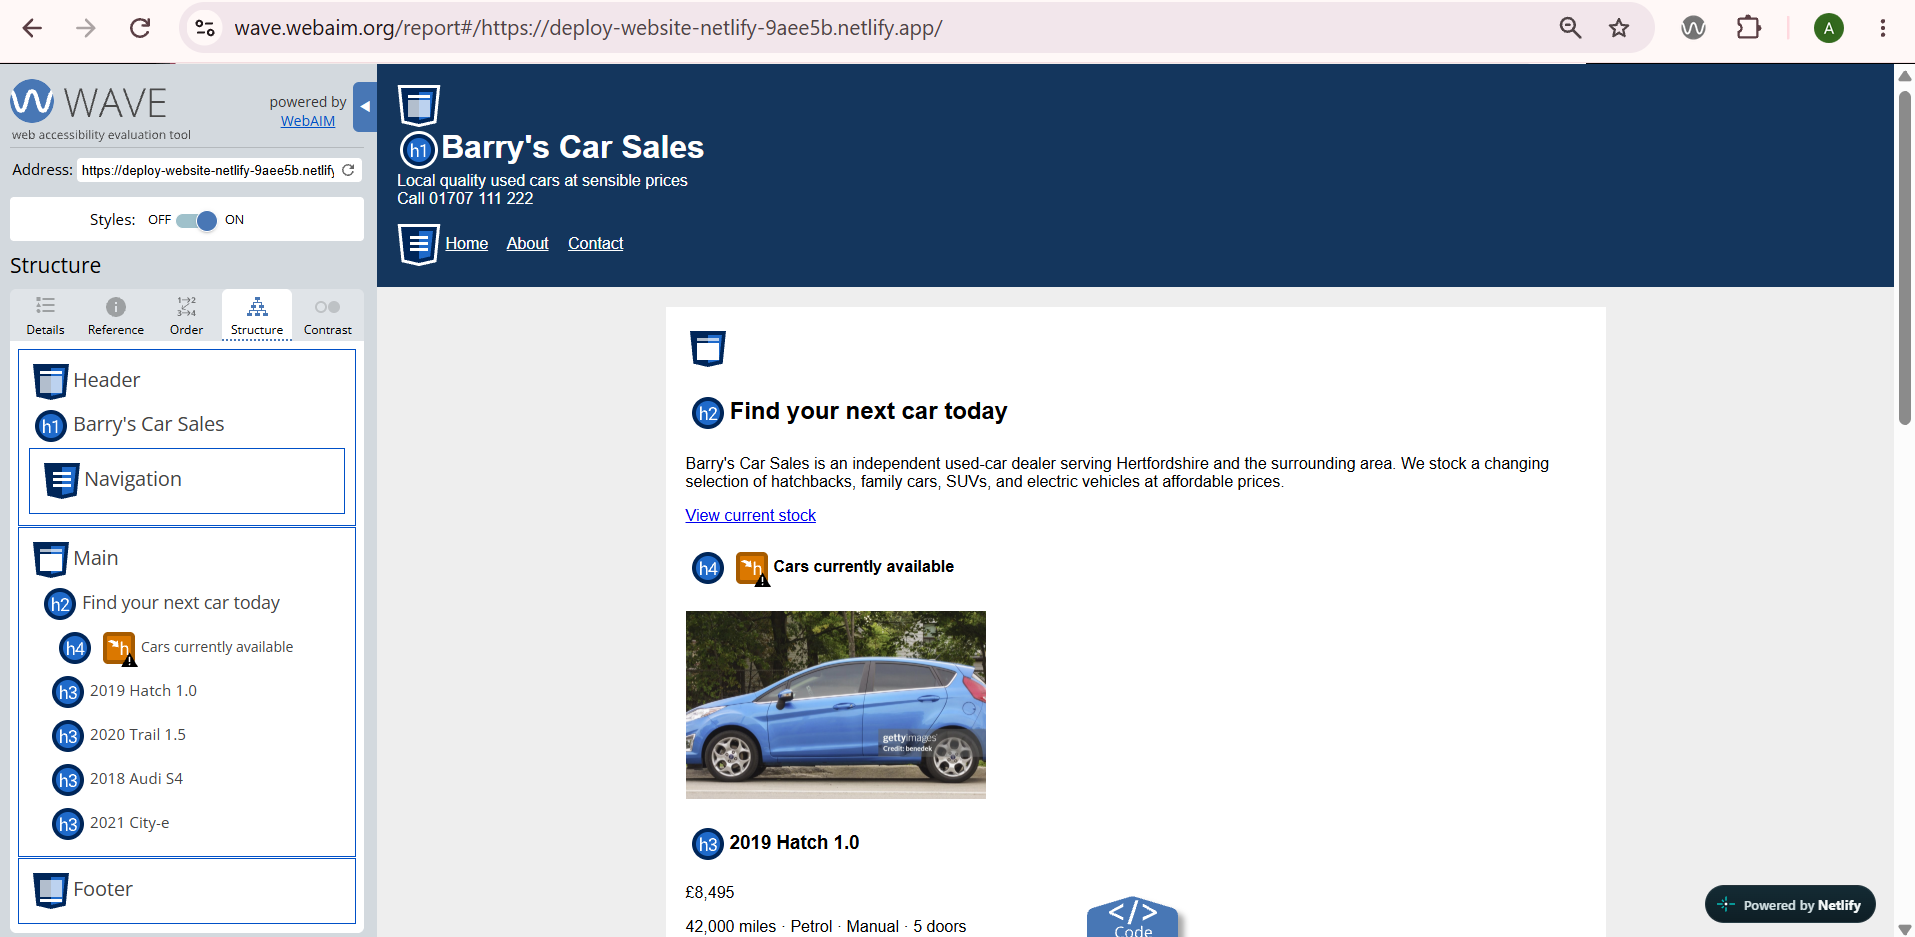 wave.webaim.org/report#/https://deploy-website-netlify-9aee5b.netlify.app/
A
WAVE
web accessibility evaluation tool
powered by
WebAIM
Address: https://deploy-website-netlify-9aee5b.netlify
Styles: OFF ON
Structure
1 2
3 4
Details Reference Order Structure Contrast
Header
h1 Barry's Car Sales
Navigation
Main
h2 Find your next car today
h4 h Cars currently available
h3 2019 Hatch 1.0
h3 2020 Trail 1.5
h3 2018 Audi S4
h3 2021 City-e
Footer
h1 Barry's Car Sales
Local quality used cars at sensible prices
Call 01707 111 222
Home About Contact
h2 Find your next car today
Barry's Car Sales is an independent used-car dealer serving Hertfordshire and the surrounding area. We stock a changing
selection of hatchbacks, family cars, SUVs, and electric vehicles at affordable prices.
View current stock
h4 h Cars currently available
gettyimages
Credit: benedek
h3 2019 Hatch 1.0
£8,495
42,000 miles · Petrol · Manual · 5 doors
</>
Code
Powered by Netlify